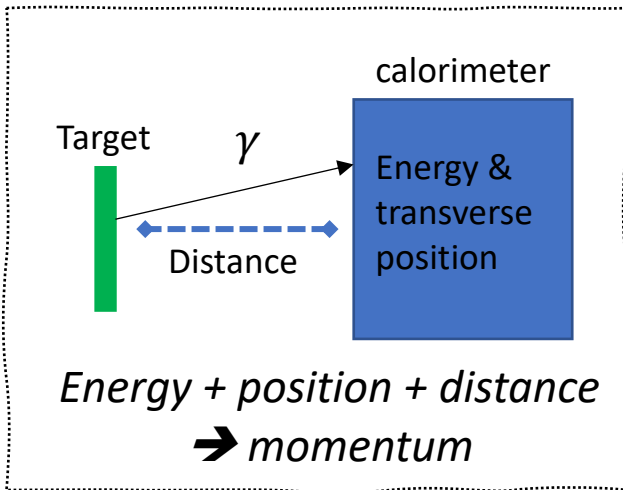 calorimeter
Target
γ
Energy &
transverse
position
Distance
Energy + position + distance
➔ momentum